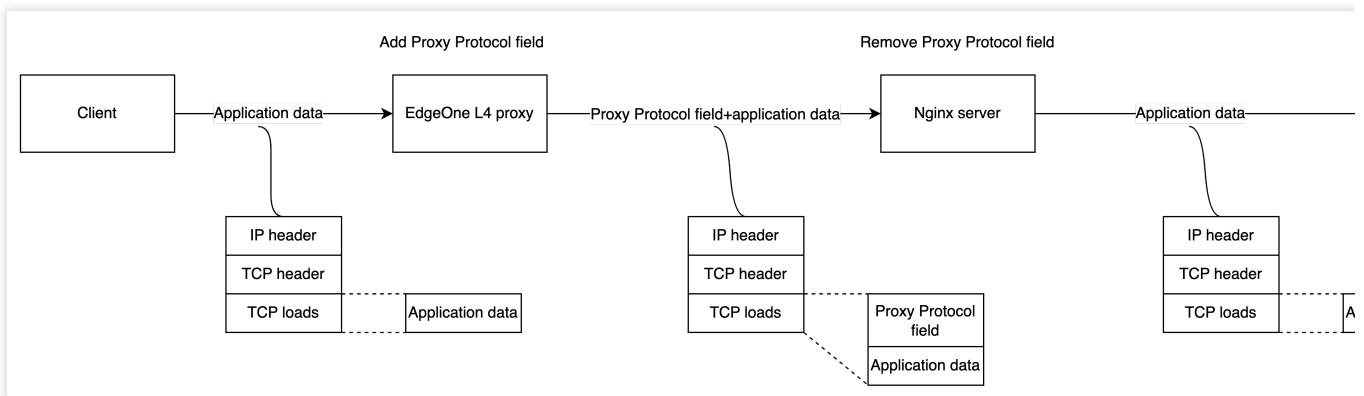 Add Proxy Protocol field
Remove Proxy Protocol field
Client
Application data
EdgeOne L4 proxy
Proxy Protocol field+application data
Nginx server
Application data
IP header
TCP header
TCP loads
Application data
IP header
TCP header
TCP loads
Proxy Protocol
field
Application data
IP header
TCP header
TCP loads